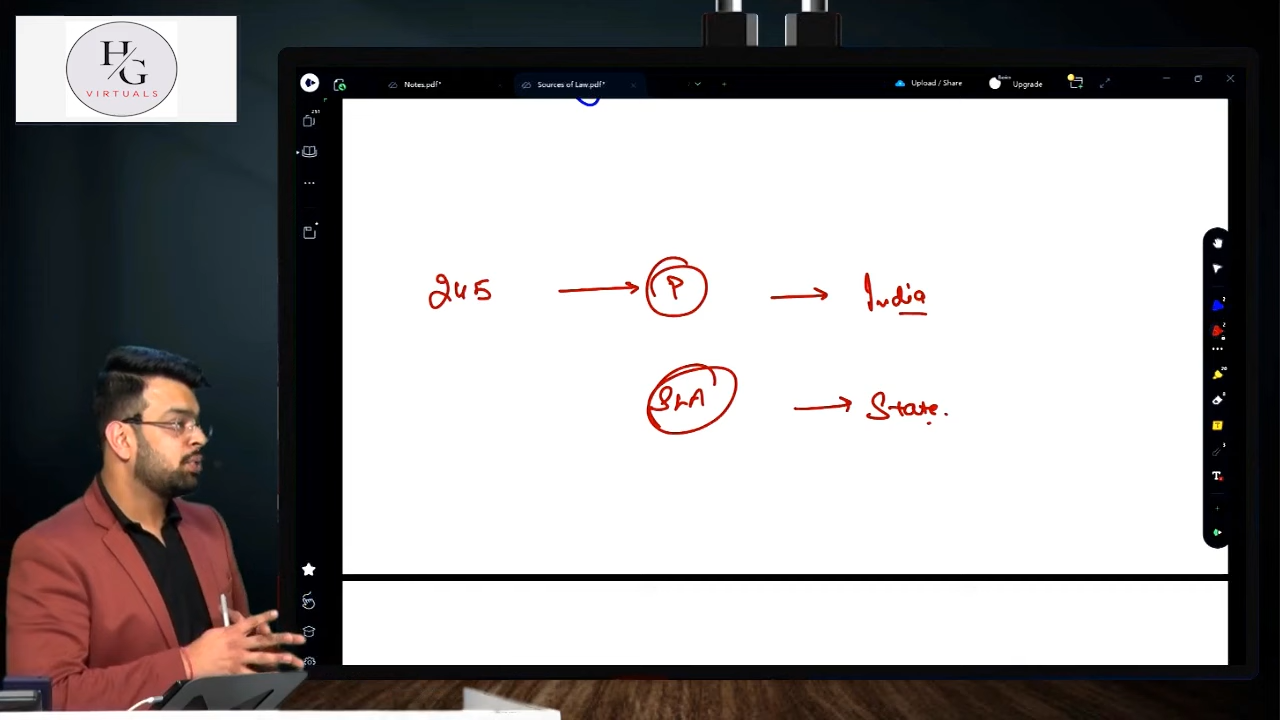 H/G
VIRTUALS
Notes.pdf*
Sources of Law.pdf*
Upload / Share
Upgrade
245 → P → India
SLA → State.